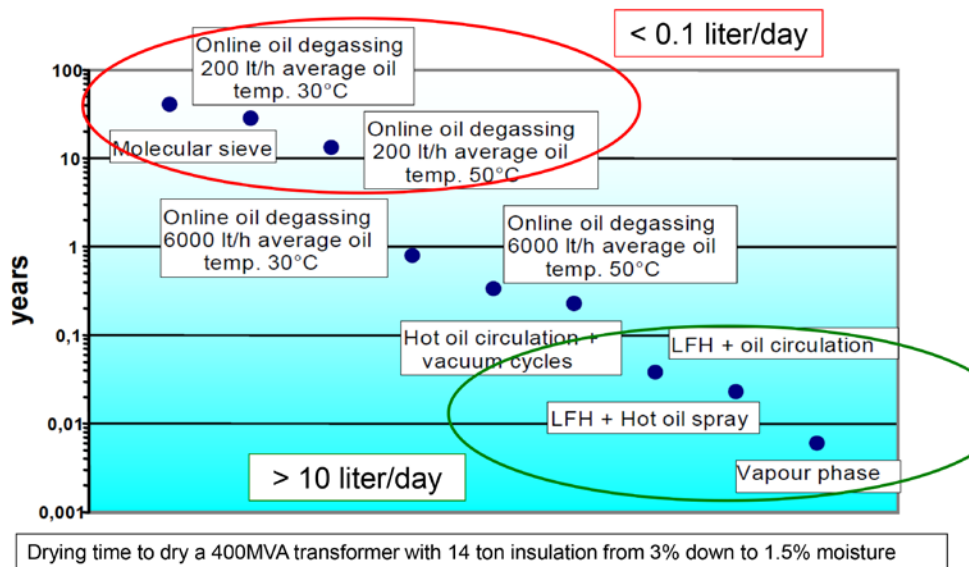 < 0.1 liter/day
Online oil degassing
200 lt/h average oil
temp. 30°C
Molecular sieve
Online oil degassing
200 lt/h average oil
temp. 50°C
Online oil degassing
6000 lt/h average oil
temp. 30°C
Online oil degassing
6000 lt/h average oil
temp. 50°C
Hot oil circulation +
vacuum cycles
LFH + oil circulation
LFH + Hot oil spray
Vapour phase
> 10 liter/day
years
100
10
1
0,1
0,01
0,001
Drying time to dry a 400MVA transformer with 14 ton insulation from 3% down to 1.5% moisture